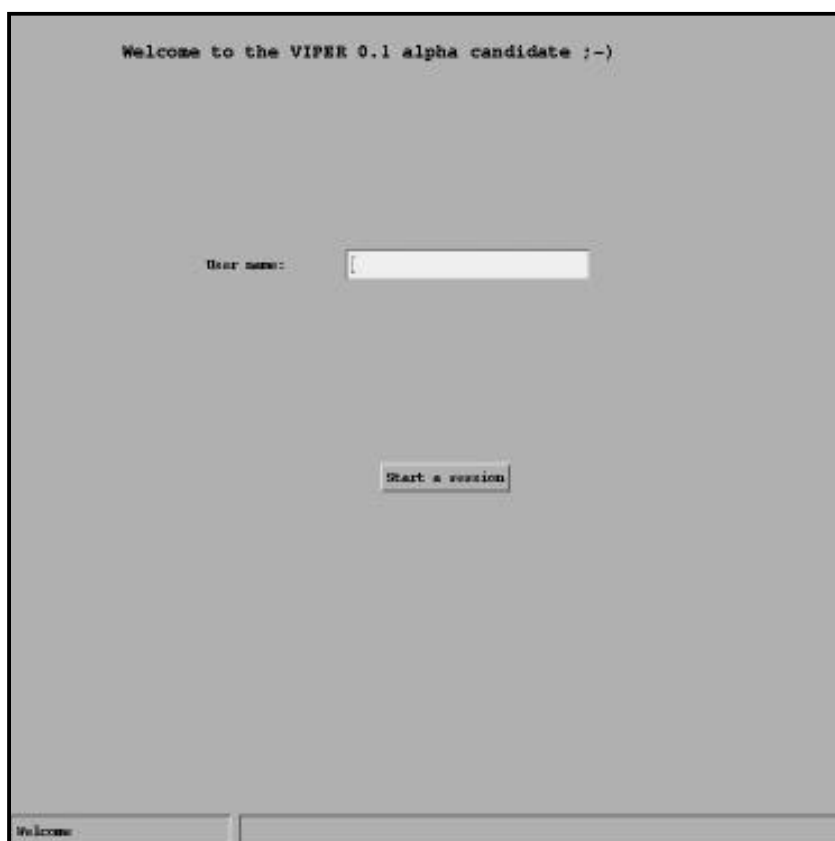 Welcome to the VIPER 0.1 alpha candidate ;-)
User name:
Start a session
Welcome